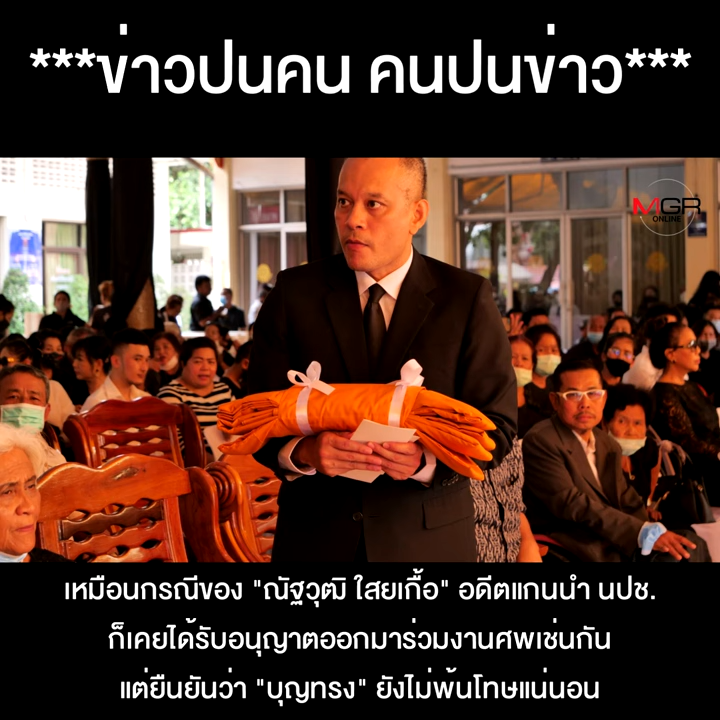 ***ข่าวปนคน คนปนข่าว***
MGR
ONLINE
เหมือนกรณีของ "ณัฐวุฒิ ใสยเกื้อ" อดีตแกนนำ นปช.
ก็เคยได้รับอนุญาตออกมาร่วมงานศพเช่นกัน
แต่ยืนยันว่า "บุญทรง" ยังไม่พ้นโทษแน่นอน